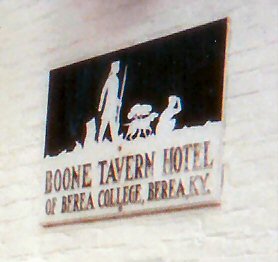 BOONE TAVERN HOTEL
OF BEREA COLLEGE, BEREA, KY.